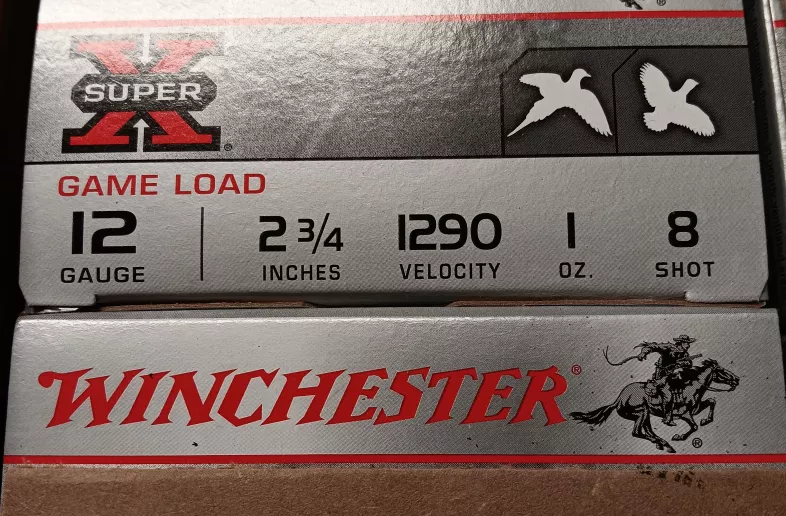 X
SUPER
®
GAME LOAD
12 2 3/4 1290 1 8
GAUGE INCHES VELOCITY OZ. SHOT
WINCHESTER®
®